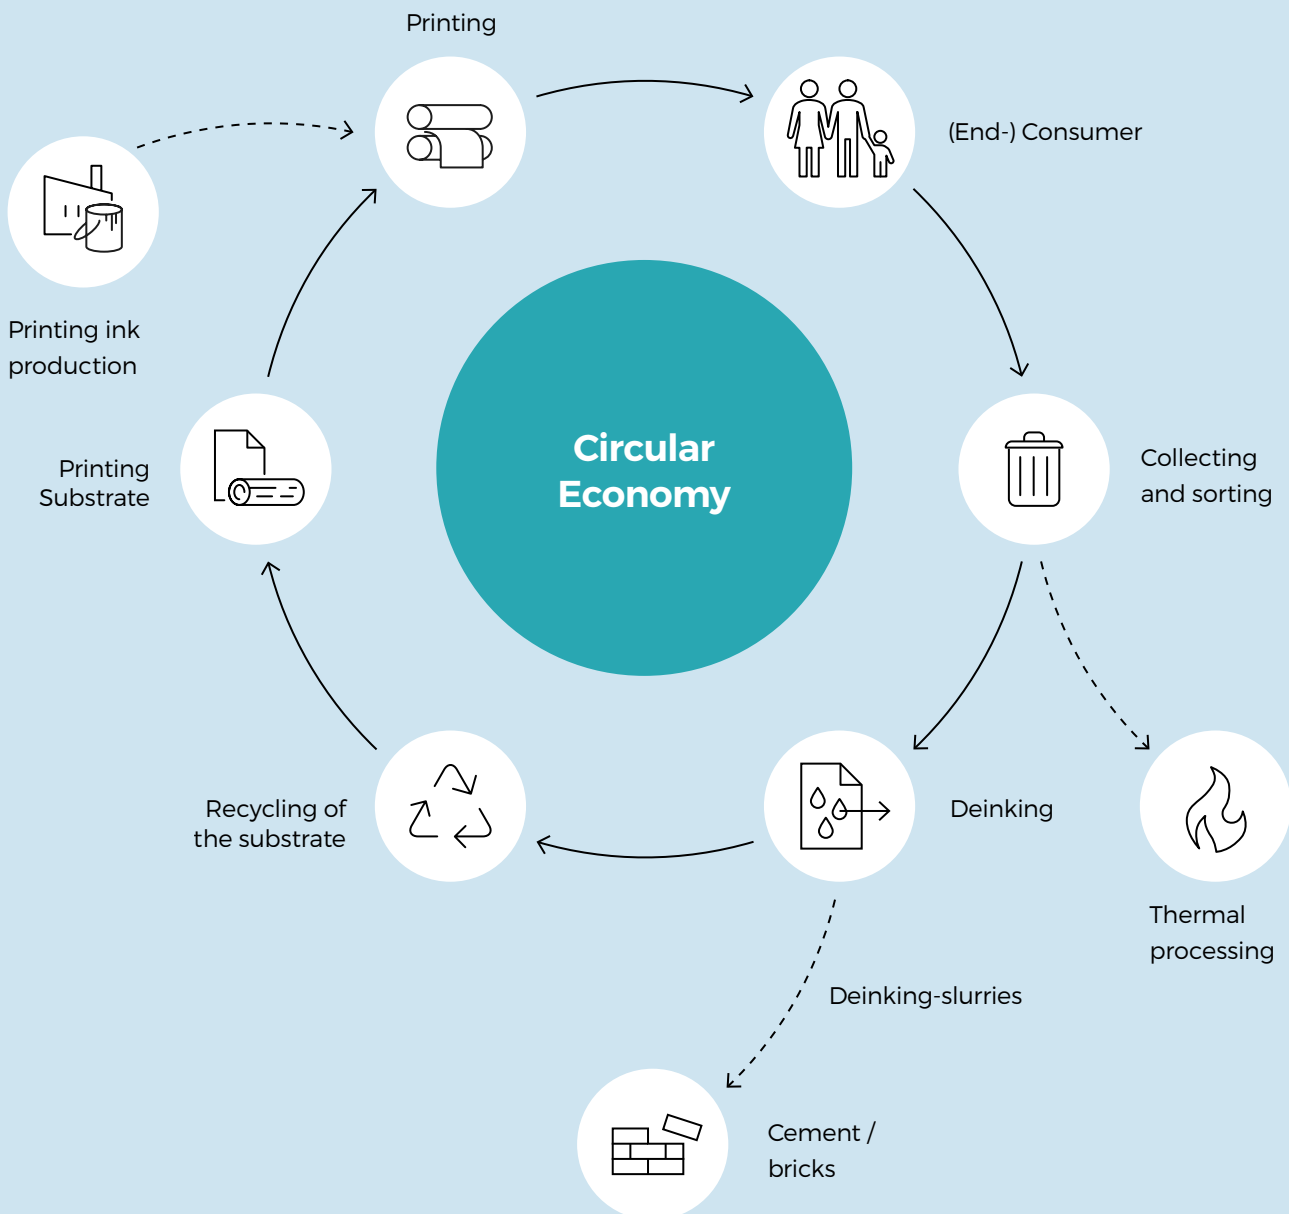 Printing
(End-) Consumer
Printing ink
production
Circular
Economy
Printing
Substrate
Collecting
and sorting
Recycling of
the substrate
Deinking
Thermal
processing
Deinking-slurries
Cement /
bricks